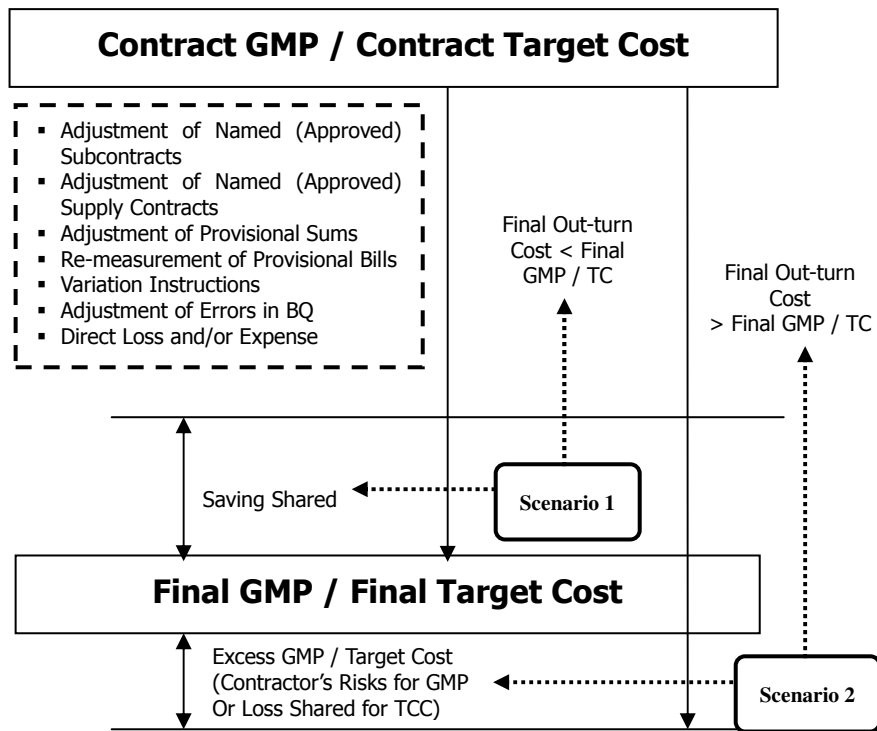 Contract GMP / Contract Target Cost
▪ Adjustment of Named (Approved)
Subcontracts
▪ Adjustment of Named (Approved)
Supply Contracts
▪ Adjustment of Provisional Sums
▪ Re-measurement of Provisional Bills
▪ Variation Instructions
▪ Adjustment of Errors in BQ
▪ Direct Loss and/or Expense
Final Out-turn
Cost < Final
GMP / TC
Final Out-turn
Cost
> Final GMP / TC
Saving Shared
Scenario 1
Final GMP / Final Target Cost
Excess GMP / Target Cost
(Contractor's Risks for GMP
Or Loss Shared for TCC)
Scenario 2